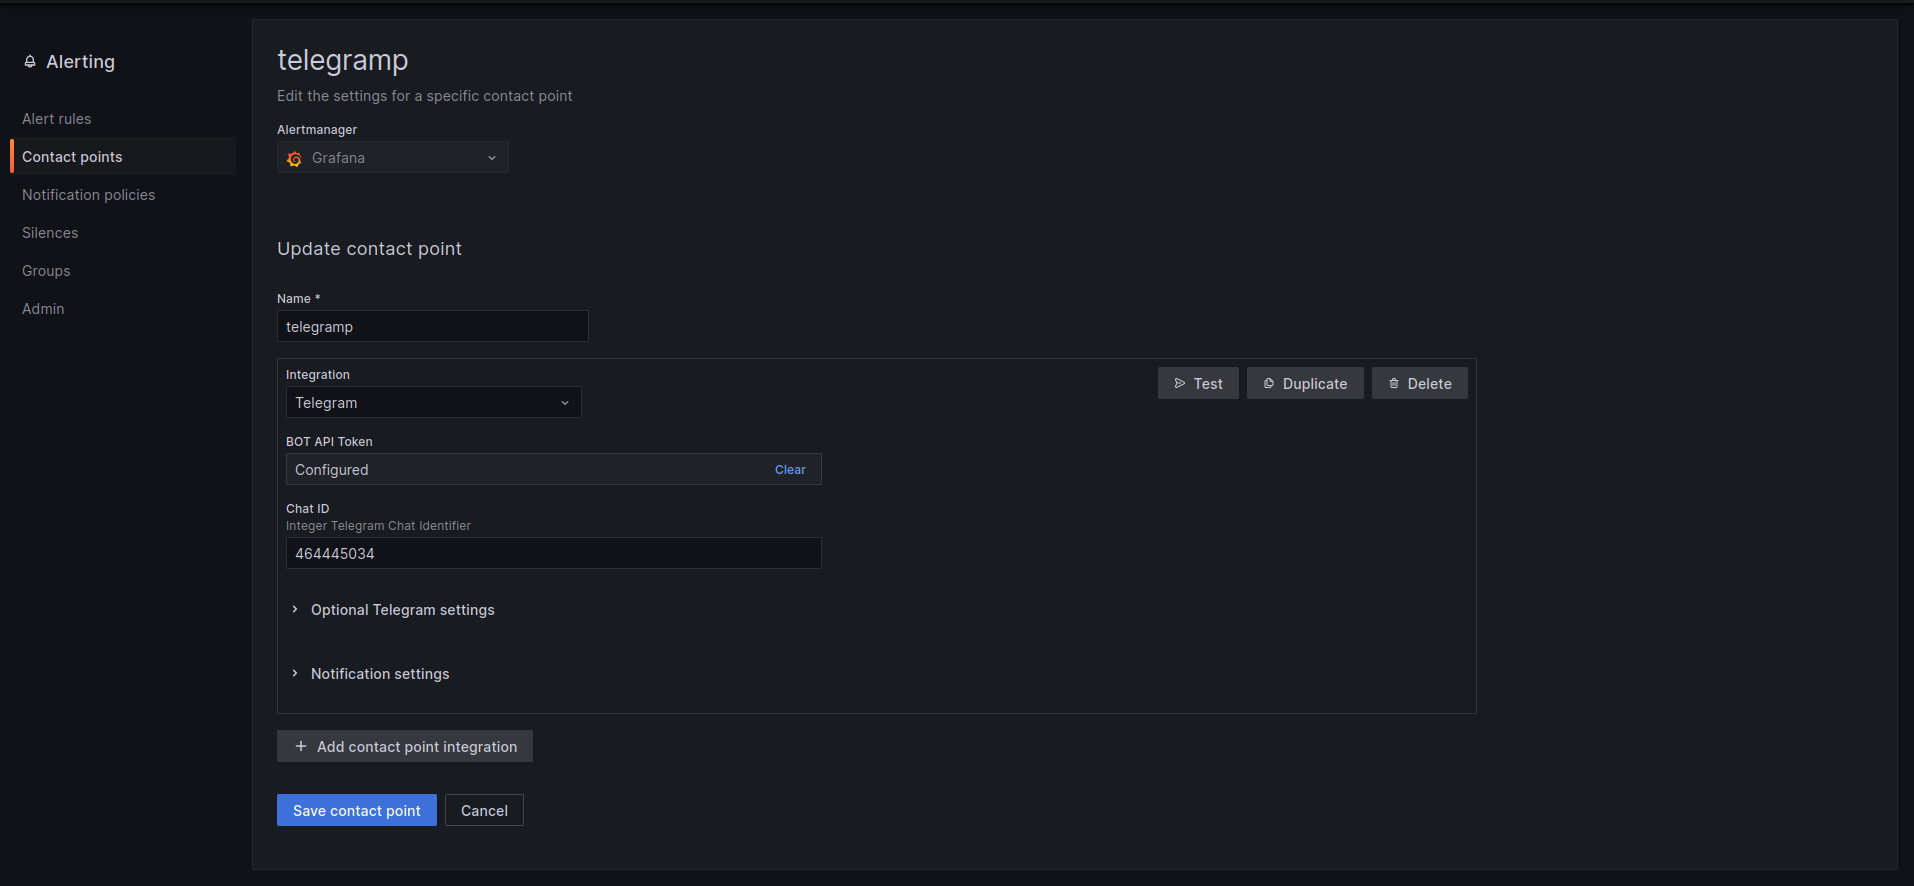 Alerting
Alert rules
Contact points
Notification policies
Silences
Groups
Admin
telegramp
Edit the settings for a specific contact point
Alertmanager
Grafana
Update contact point
Name *
telegramp
Integration
Telegram
Test
Duplicate
Delete
BOT API Token
Configured
Clear
Chat ID
Integer Telegram Chat Identifier
464445034
Optional Telegram settings
Notification settings
Add contact point integration
Save contact point
Cancel